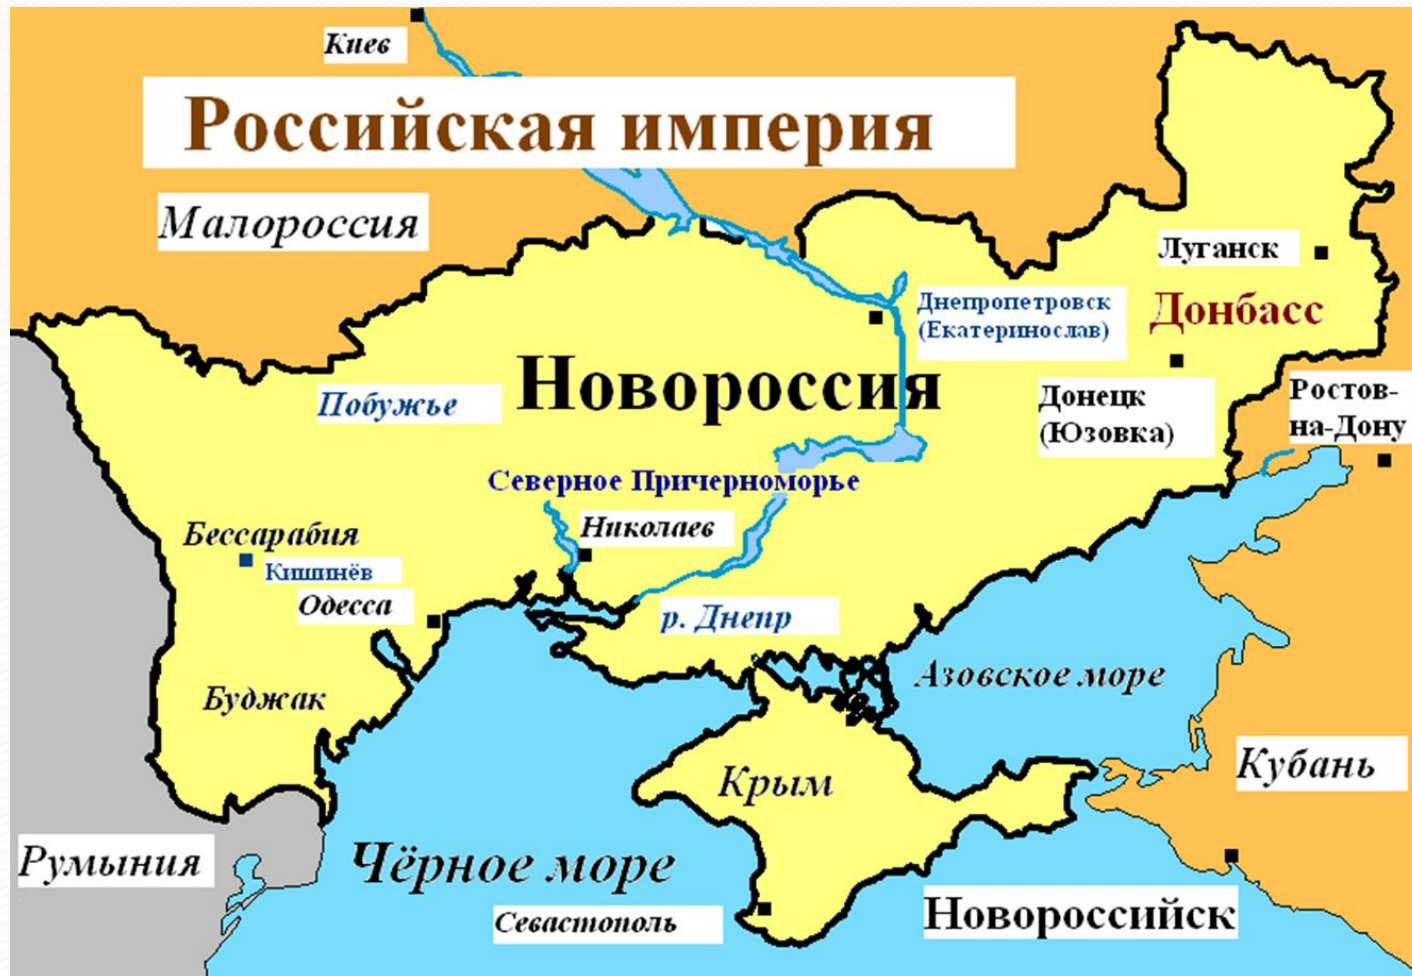 Киев
Российская империя
Малороссия
Луганск
Днепропетровск
(Екатеринослав)
Донбасс
Новороссия
Побужье
Донецк
(Юзовка)
Ростов-
на-Дону
Северное Причерноморье
Николаев
Бессарабия
Кишинёв
Одесса
р. Днепр
Азовское море
Буджак
Крым
Кубань
Румыния
Чёрное море
Севастополь
Новороссийск